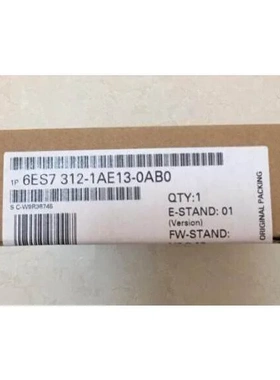 1P 6ES7 312-1AE13-0AB0
QTY:1
E-STAND: 01
(Version)
FW-STAND:
ORIGINAL PACKING